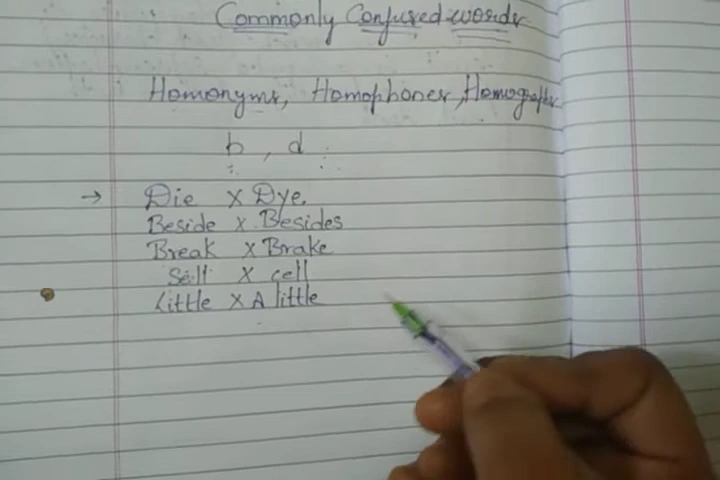 Commonly Confused words
Homonyms, Homophones, Homographs
b , d
→ Die X Dye.
Beside X Besides
Break X Brake
Sell X cell
Little X A little